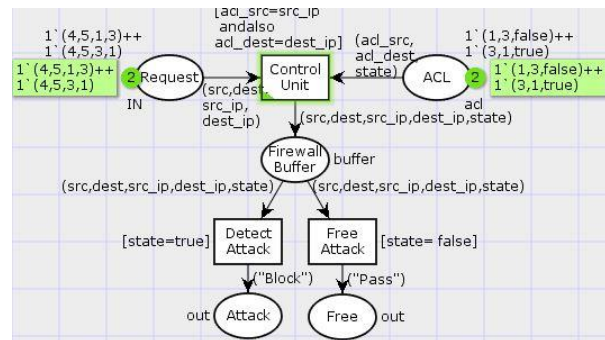 [acl_src=src_ip
andalso
acl_dest=dest_ip]
1`(4,5,1,3)++
1`(4,5,3,1)
1`(4,5,1,3)++
1`(4,5,3,1)
2
Request
IN
(src,dest,
src_ip,
dest_ip)
Control
Unit
(acl_src,
acl_dest,
state)
1`(1,3,false)++
1`(3,1,true)
ACL
2
1`(1,3,false)++
1`(3,1,true)
acl
(src,dest,src_ip,dest_ip,state)
Firewall
Buffer
buffer
(src,dest,src_ip,dest_ip,state)
(src,dest,src_ip,dest_ip,state)
[state=true]
Detect
Attack
Free
Attack
[state= false]
("Block")
("Pass")
out
Attack
Free
out